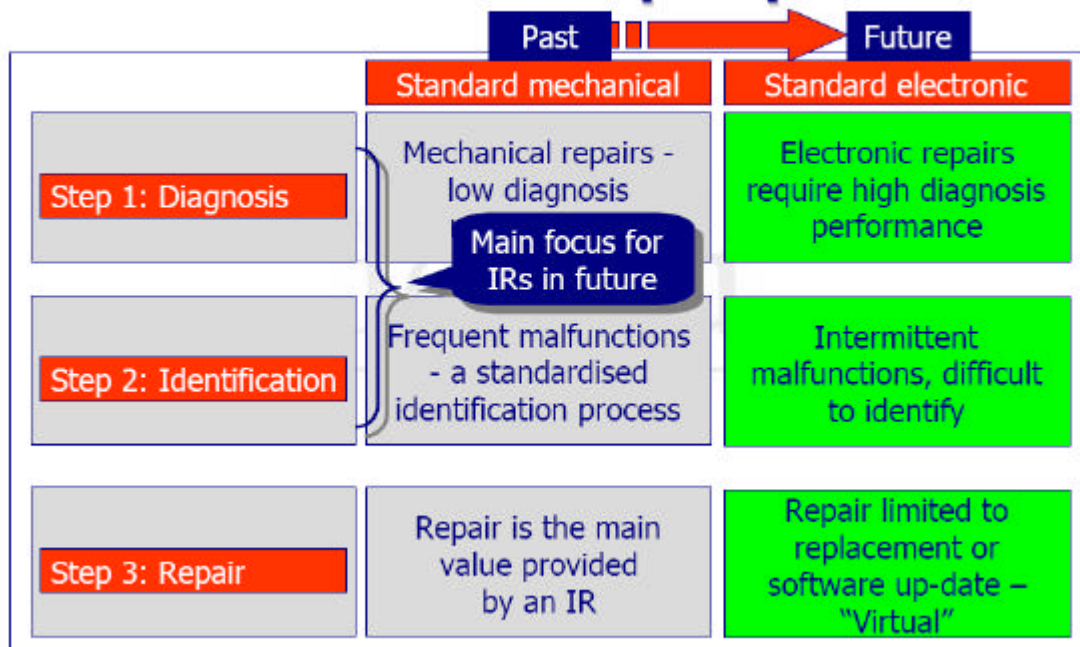 Past
Future
Standard mechanical
Standard electronic
Step 1: Diagnosis
Mechanical repairs -
low diagnosis
Electronic repairs
require high diagnosis
performance
Main focus for
IRs in future
Step 2: Identification
Frequent malfunctions
- a standardised
identification process
Intermittent
malfunctions, difficult
to identify
Step 3: Repair
Repair is the main
value provided
by an IR
Repair limited to
replacement or
software up-date –
“Virtual”